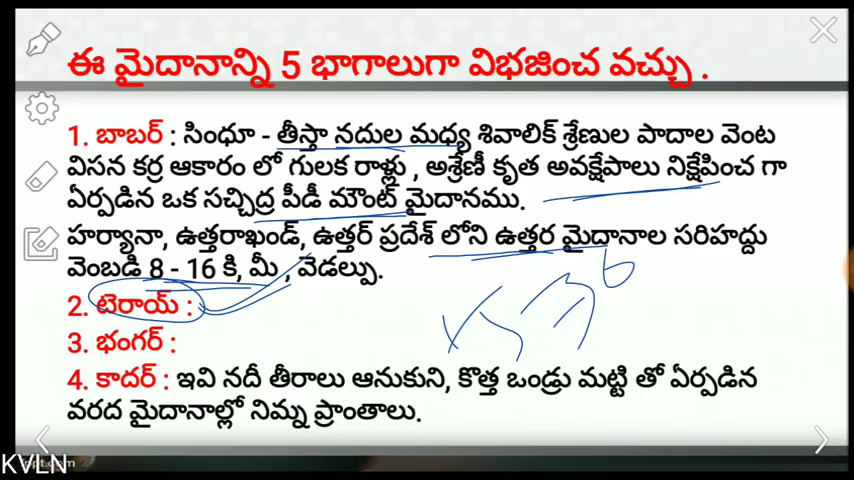 ఈ మైదానాన్ని 5 భాగాలుగా విభజించ వచ్చు .
1. బాబర్ : సింధూ - తీస్తా నదుల మధ్య శివాలిక్ శ్రేణుల పాదాల వెంట
విసన కర్ర ఆకారం లో గులక రాళ్లు , అశ్రేణీ కృత అవక్షేపాలు నిక్షేపించ గా
ఏర్పడిన ఒక సచ్ఛిద్ర పీడీ మౌంట్ మైదానము.
హర్యానా, ఉత్తరాఖండ్, ఉత్తర్ ప్రదేశ్ లోని ఉత్తర మైదానాల సరిహద్దు
వెంబడి 8 - 16 కి, మీ , వెడల్పు.
2. టెరాయ్ :
3. భంగర్ :
4. కాదర్ : ఇవి నదీ తీరాలు ఆనుకుని, కొత్త ఒండ్రు మట్టి తో ఏర్పడిన
వరద మైదానాల్లో నిమ్న ప్రాంతాలు.
KVLN